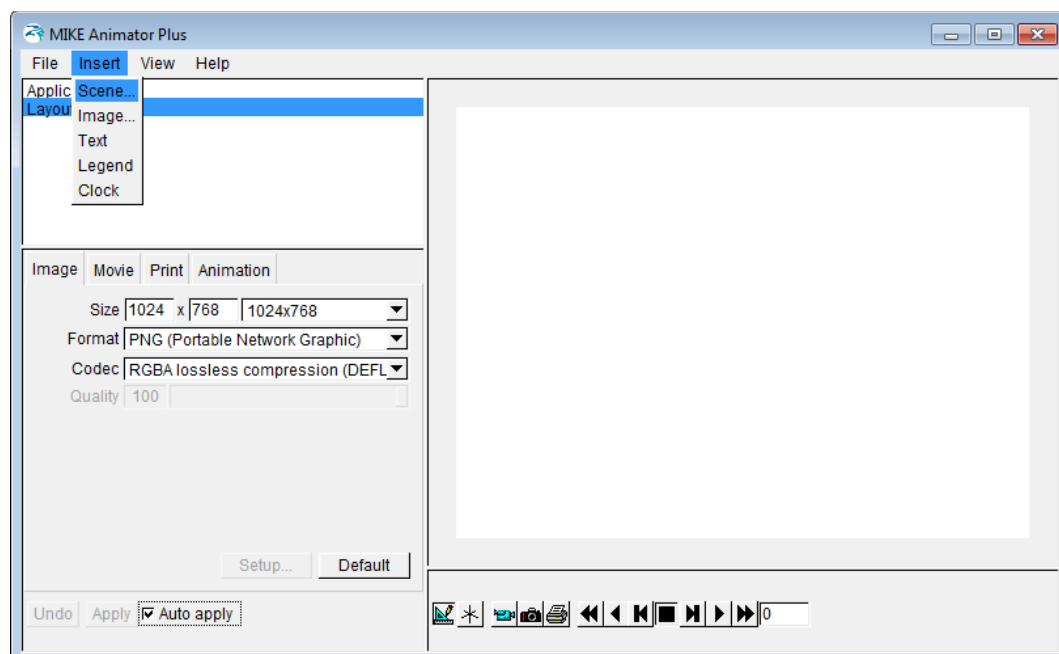 MIKE Animator Plus
File Insert View Help
Applic
Layou
Scene...
Image...
Text
Legend
Clock
Image Movie Print Animation
Size 1024 x 768 1024x768
Format PNG (Portable Network Graphic)
Codec RGBA lossless compression (DEFL
Quality 100
Setup... Default
Undo Apply Auto apply
0